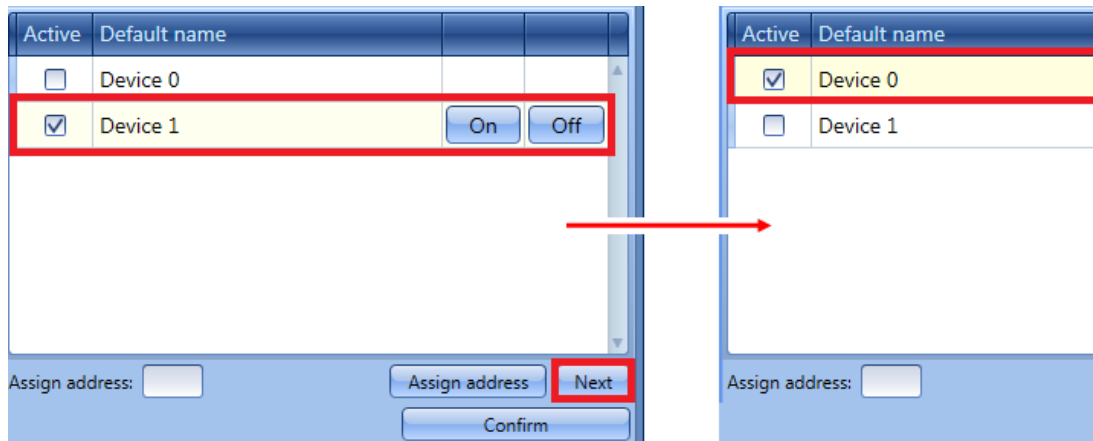 Active Default name
Device 0
Device 1 On Off
Assign address: Assign address Next
Confirm
Active Default name
Device 0
Device 1
Assign address: